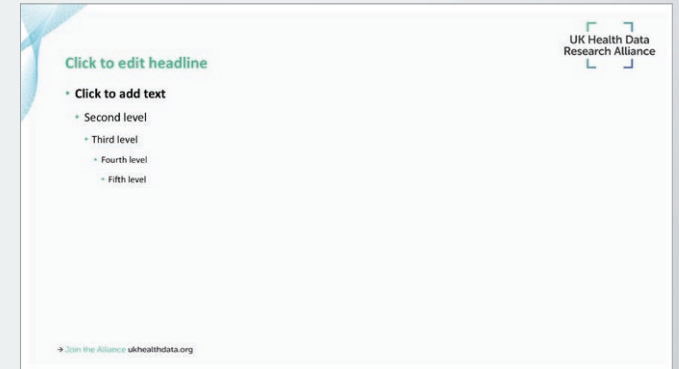 UK Health Data
Research Alliance
Click to edit headline
• Click to add text
• Second level
• Third level
• Fourth level
• Fifth level
→ Join the Alliance ukhealthdata.org